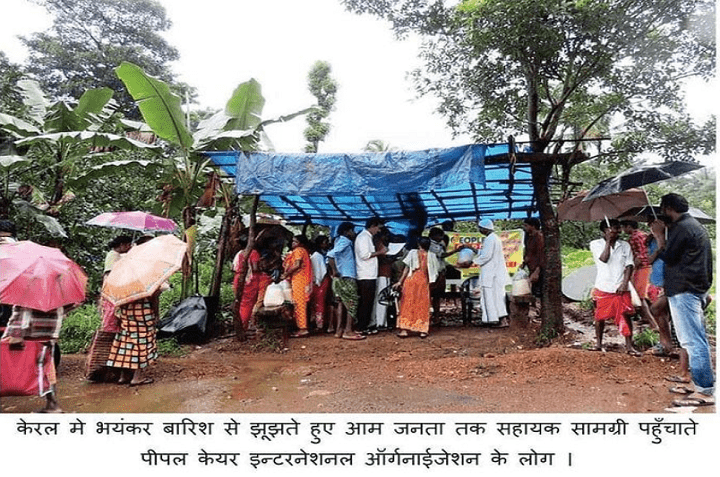 PEOPLE
केरल मे भयंकर बारिश से झूझते हुए आम जनता तक सहायक सामग्री पहुँचाते
पीपल केयर इन्टरनेशनल ऑर्गनाईजेशन के लोग ।